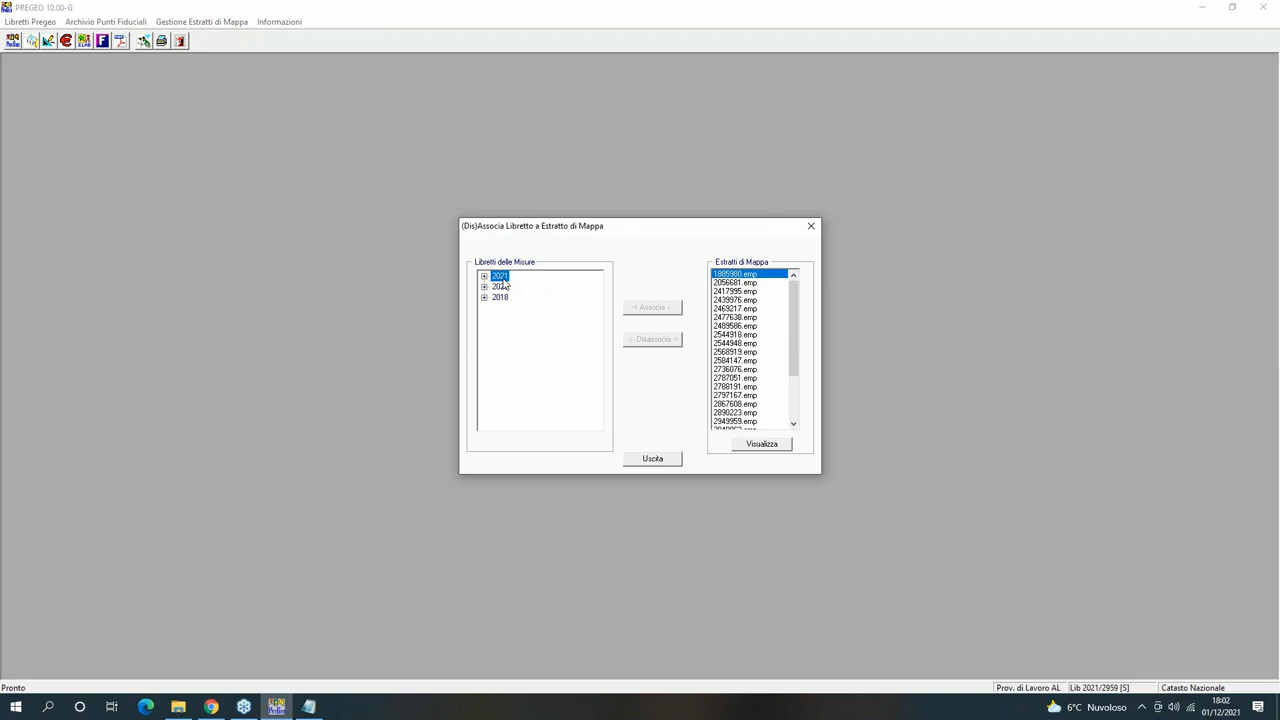 PREGEO 10.00-G
Libretti Pregeo Archivio Punti Fiduciali Gestione Estratti di Mappa Informazioni
(Dis)Associa Libretto a Estratto di Mappa
Libretti delle Misure
2021
2018
-> Associa <-
<- Disassocia ->
Uscita
Estratti di Mappa
1885980.emp
2056681.emp
2417995.emp
2439976.emp
2469217.emp
2477638.emp
2489586.emp
2544918.emp
2544948.emp
2568919.emp
2584147.emp
2736076.emp
2787051.emp
2788191.emp
2797167.emp
2867608.emp
2890223.emp
2949959.emp
Visualizza
Pronto
Prov. di Lavoro AL Lib 2021/2959 [S] Catasto Nazionale
6°C Nuvoloso
18:02
01/12/2021